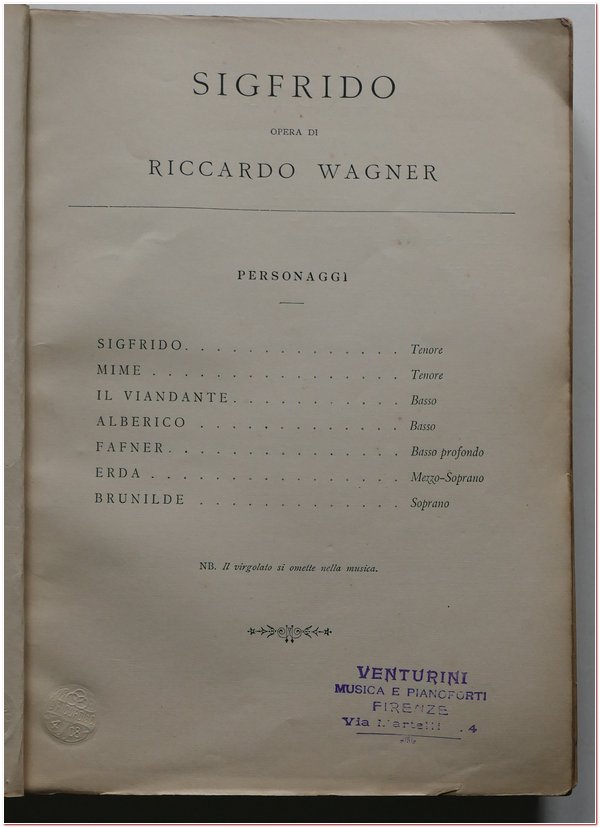 SIGFRIDO
OPERA DI
RICCARDO WAGNER
PERSONAGGI
SIGFRIDO. . . . . . . . . . . . . . Tenore
MIME . . . . . . . . . . . . . . . Tenore
IL VIANDANTE. . . . . . . . . . . Basso
ALBERICO . . . . . . . . . . . . . Basso
FAFNER. . . . . . . . . . . . . . . Basso profondo
ERDA . . . . . . . . . . . . . . . Mezzo-Soprano
BRUNILDE . . . . . . . . . . . . . Soprano
NB. Il virgolato si omette nella musica.
VENTURINI
MUSICA E PIANOFORTI
FIRENZE
Via Martelli . 4